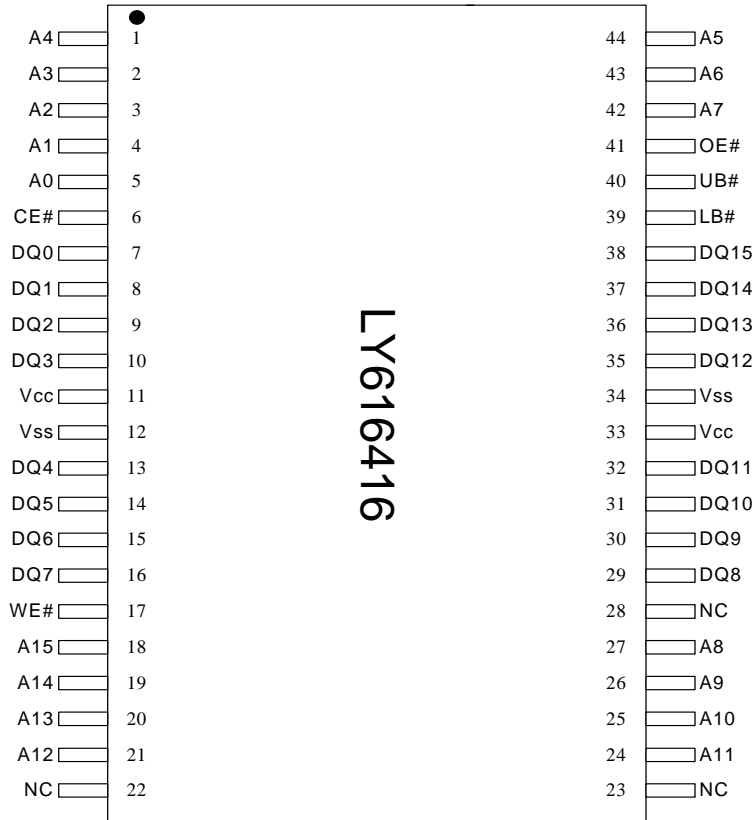 A4 1 44 A5
A3 2 43 A6
A2 3 42 A7
A1 4 41 OE#
A0 5 40 UB#
CE# 6 39 LB#
DQ0 7 38 DQ15
DQ1 8 37 DQ14
DQ2 9 36 DQ13
DQ3 10 35 DQ12
Vcc 11 34 Vss
Vss 12 33 Vcc
DQ4 13 32 DQ11
DQ5 14 31 DQ10
DQ6 15 30 DQ9
DQ7 16 29 DQ8
WE# 17 28 NC
A15 18 27 A8
A14 19 26 A9
A13 20 25 A10
A12 21 24 A11
NC 22 23 NC
LY616416